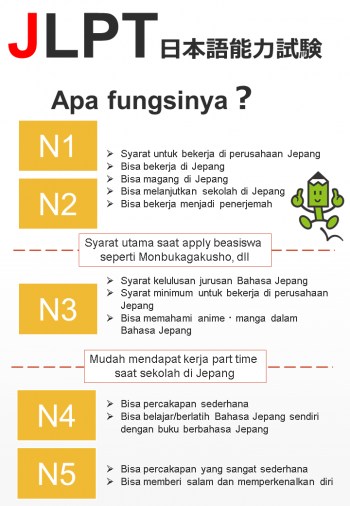 JLPT 日本語能力試験
Apa fungsinya？
N1
➢ Syarat untuk bekerja di perusahaan Jepang
➢ Bisa bekerja di Jepang
➢ Bisa magang di Jepang
➢ Bisa melanjutkan sekolah di Jepang
➢ Bisa bekerja menjadi penerjemah
N2
Syarat utama saat apply beasiswa
seperti Monbukagakusho, dll
N3
➢ Syarat kelulusan jurusan Bahasa Jepang
➢ Syarat minimum untuk bekerja di perusahaan
Jepang
➢ Bisa memahami anime・manga dalam
Bahasa Jepang
Mudah mendapat kerja part time
saat sekolah di Jepang
N4
➢ Bisa percakapan sederhana
➢ Bisa belajar/berlatih Bahasa Jepang sendiri
dengan buku berbahasa Jepang
N5
➢ Bisa percakapan yang sangat sederhana
➢ Bisa memberi salam dan memperkenalkan diri